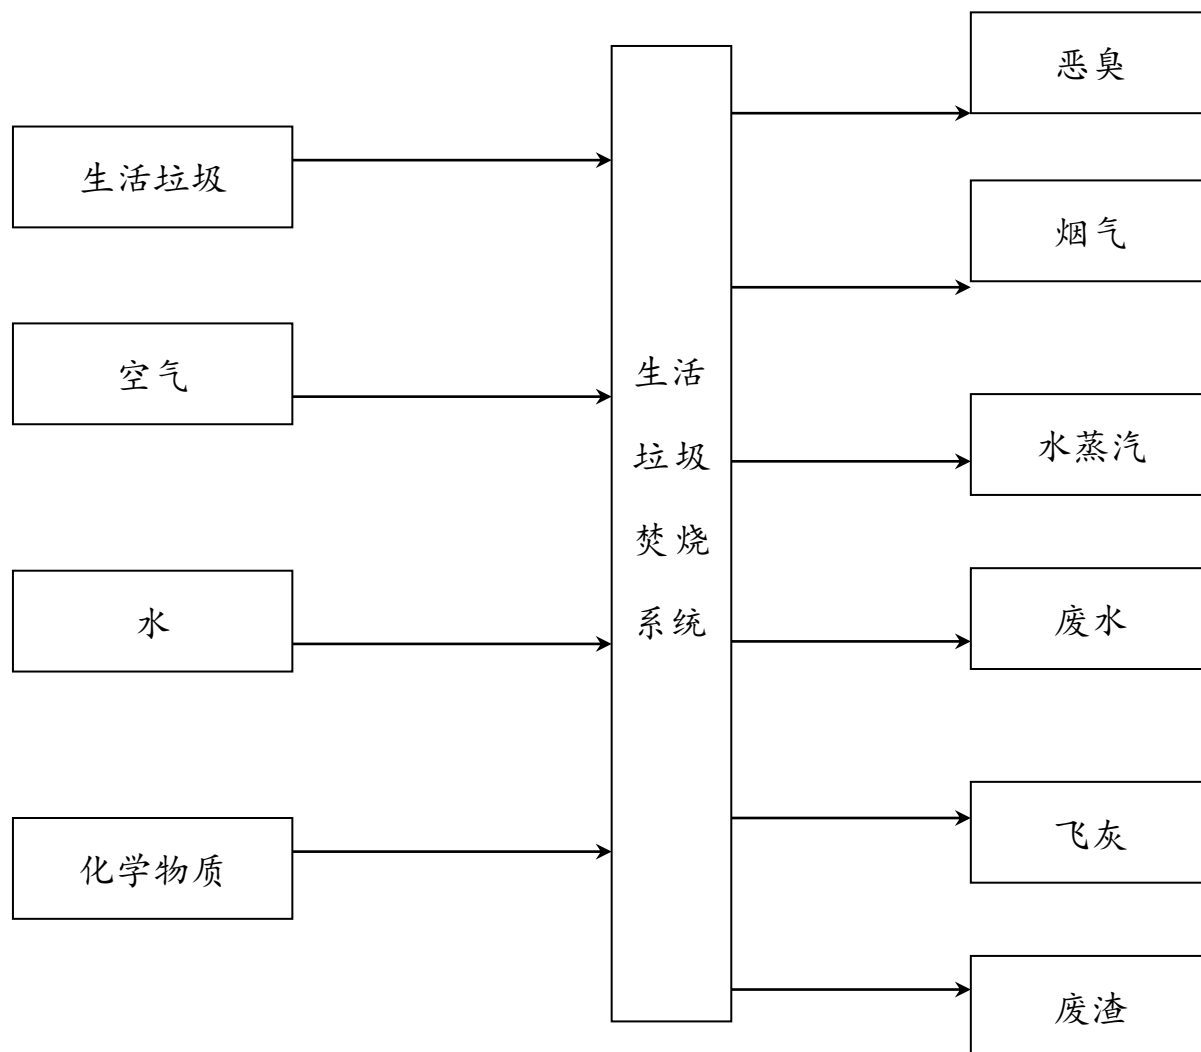 生活垃圾
空气
水
化学物质
生活
垃圾
焚烧
系统
恶臭
烟气
水蒸汽
废水
飞灰
废渣